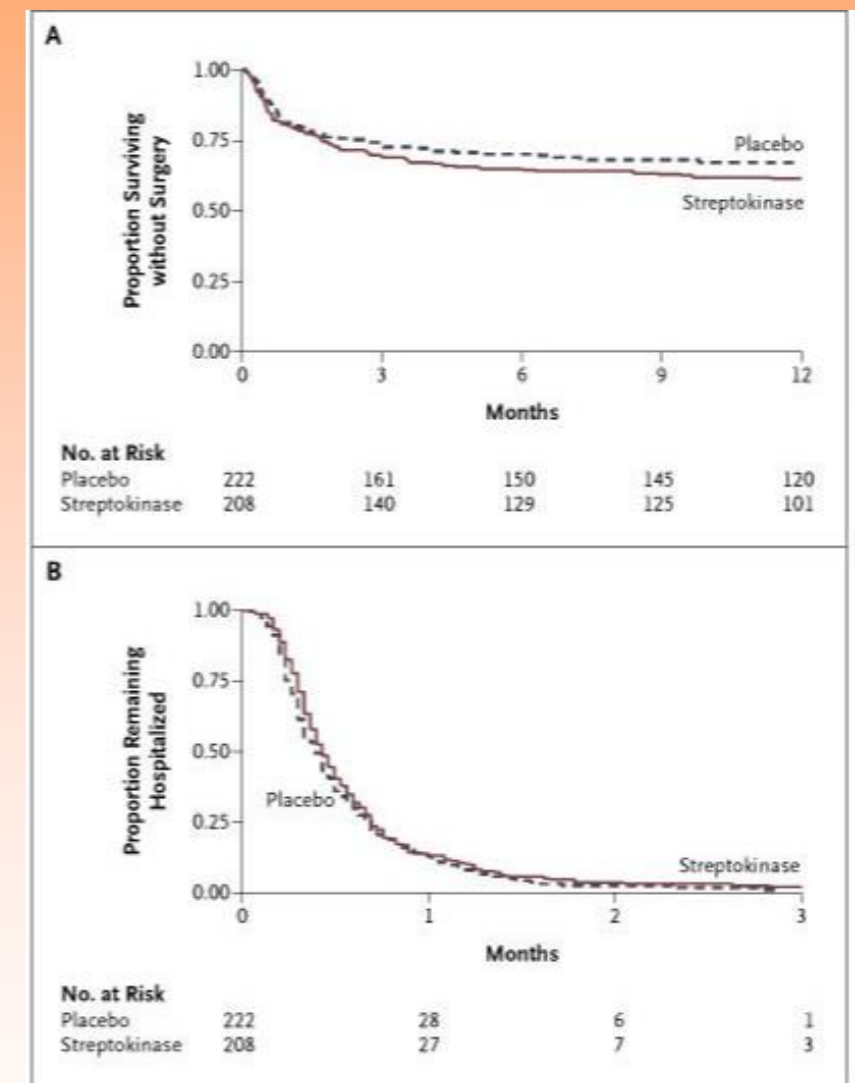 A
1.00
0.75
0.50
0.25
0.00
Proportion Surviving
without Surgery
Placebo
Streptokinase
0 3 6 9 12
Months
No. at Risk
Placebo 222 161 150 145 120
Streptokinase 208 140 129 125 101
B
1.00
0.75
0.50
0.25
0.00
Proportion Remaining
Hospitalized
Placebo
Streptokinase
0 1 2 3
Months
No. at Risk
Placebo 222 28 6 1
Streptokinase 208 27 7 3